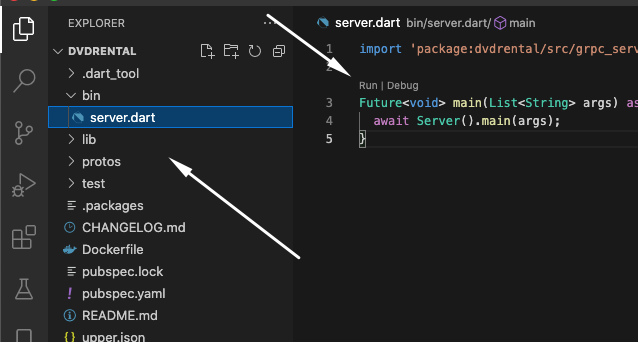 EXPLORER
DVDRENTAL
.dart_tool
bin
server.dart
lib
protos
test
.packages
CHANGELOG.md
Dockerfile
pubspec.lock
pubspec.yaml
README.md
upper.json
server.dart bin/server.dart/ main
1 import 'package:dvdrental/src/grpc_serv
2
Run | Debug
3 Future<void> main(List<String> args) as
4 await Server().main(args);
5 }